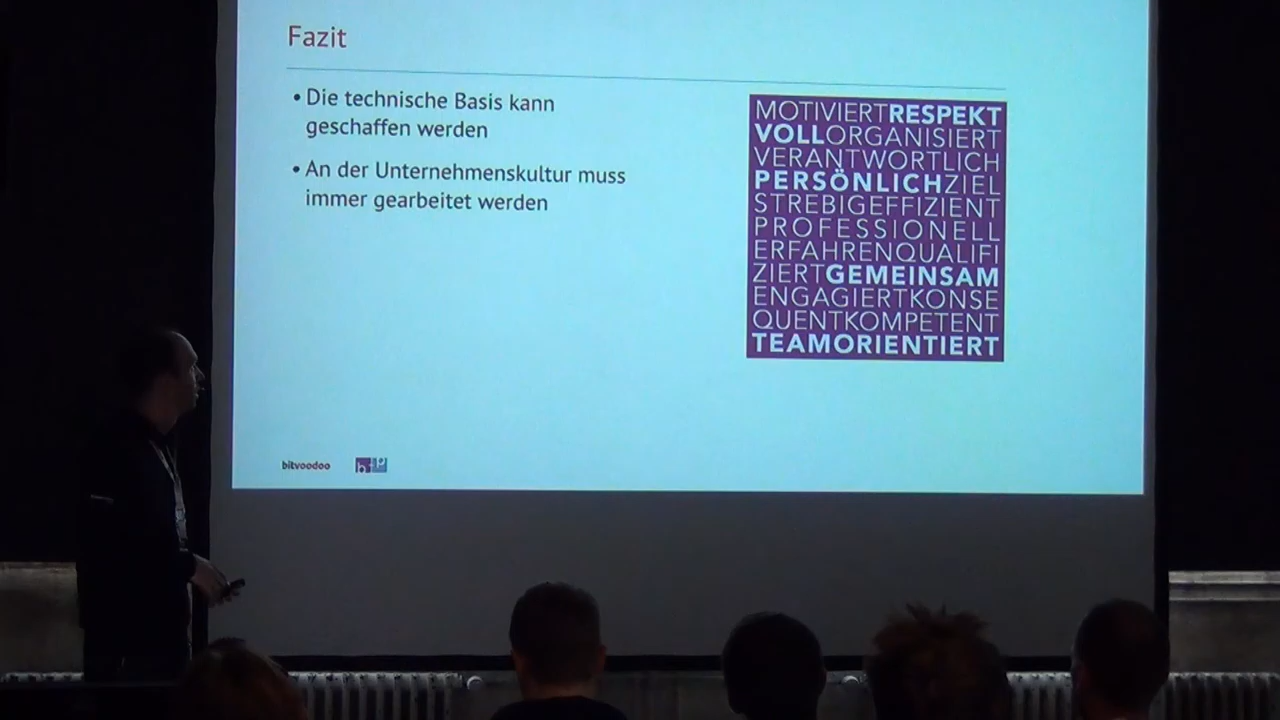 Fazit
• Die technische Basis kann
geschaffen werden
• An der Unternehmenskultur muss
immer gearbeitet werden
MOTIVIERTRESPEKT
VOLLORGANISIERT
VERANTWORTLICH
PERSÖNLICHZIEL
STREBIGEFFIZIENT
PROFESSIONELL
ERFAHRENQUALIFI
ZIERTGEMEINSAM
ENGAGIERTKONSE
QUENTKOMPETENT
TEAMORIENTIERT
bitvoodoo
b+p